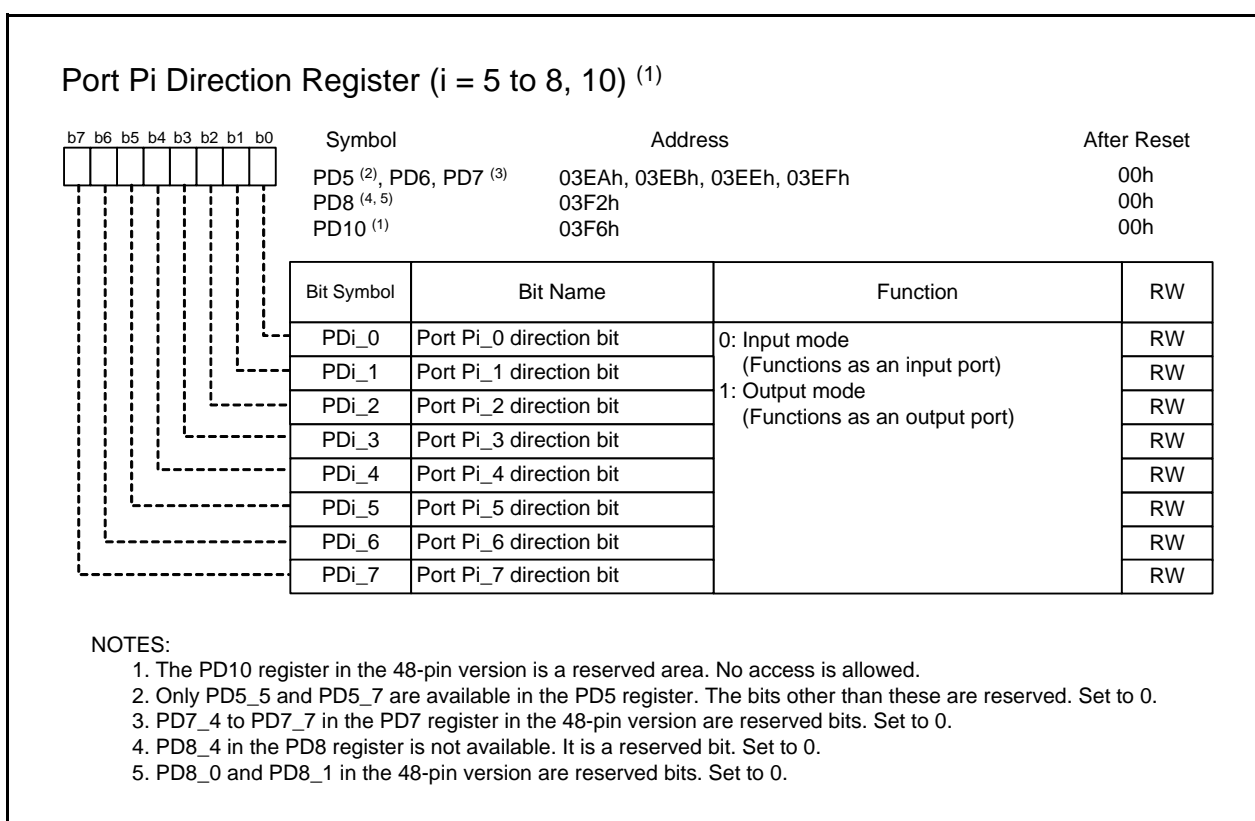 Port Pi Direction Register (i = 5 to 8, 10) (1)
b7 b6 b5 b4 b3 b2 b1 b0
Symbol Address After Reset
PD5 (2), PD6, PD7 (3) 03EAh, 03EBh, 03EEh, 03EFh 00h
PD8 (4, 5) 03F2h 00h
PD10 (1) 03F6h 00h
Bit Symbol Bit Name Function RW
PDi_0 Port Pi_0 direction bit 0: Input mode RW
PDi_1 Port Pi_1 direction bit (Functions as an input port) RW
PDi_2 Port Pi_2 direction bit 1: Output mode RW
PDi_3 Port Pi_3 direction bit (Functions as an output port) RW
PDi_4 Port Pi_4 direction bit RW
PDi_5 Port Pi_5 direction bit RW
PDi_6 Port Pi_6 direction bit RW
PDi_7 Port Pi_7 direction bit RW
NOTES:
1. The PD10 register in the 48-pin version is a reserved area. No access is allowed.
2. Only PD5_5 and PD5_7 are available in the PD5 register. The bits other than these are reserved. Set to 0.
3. PD7_4 to PD7_7 in the PD7 register in the 48-pin version are reserved bits. Set to 0.
4. PD8_4 in the PD8 register is not available. It is a reserved bit. Set to 0.
5. PD8_0 and PD8_1 in the 48-pin version are reserved bits. Set to 0.